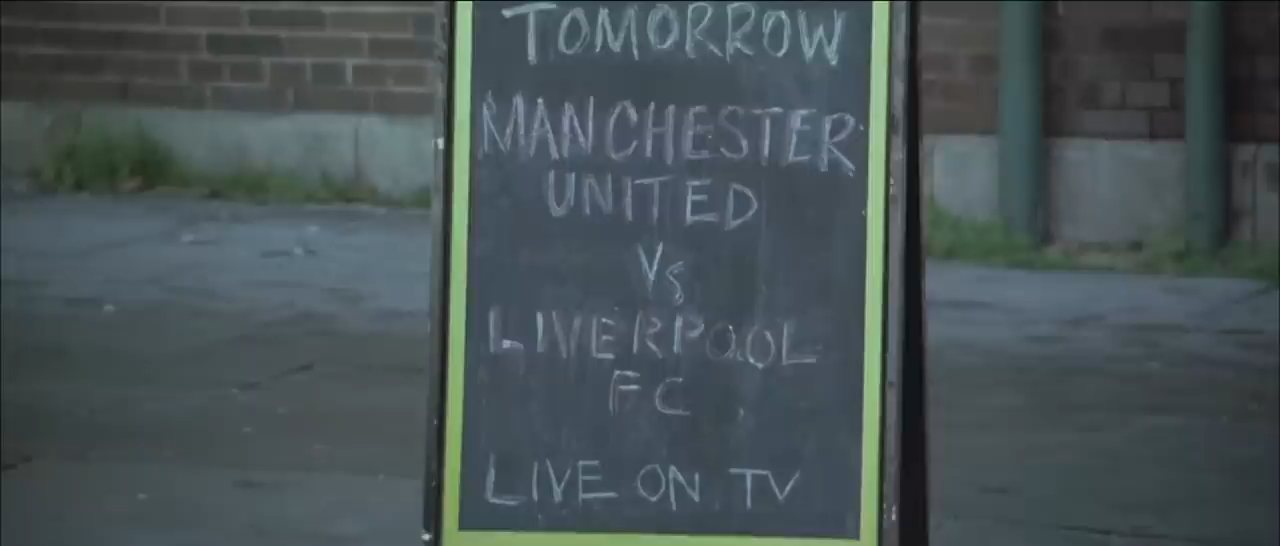 TOMORROW
MANCHESTER
UNITED
Vs
LIVERPOOL
FC
LIVE ON TV